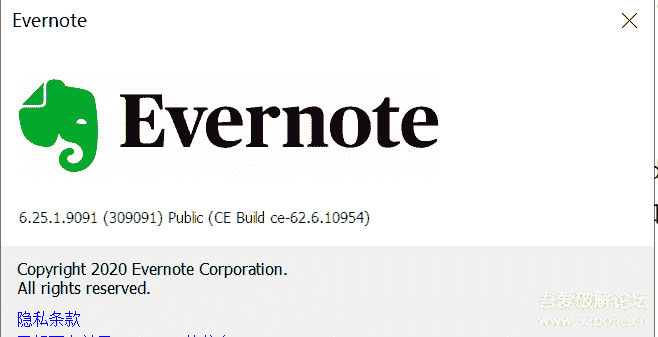 Evernote
Evernote
6.25.1.9091 (309091) Public (CE Build ce-62.6.10954)
Copyright 2020 Evernote Corporation.
All rights reserved.
隐私条款
吾爱破解论坛
www.52pojie.cn